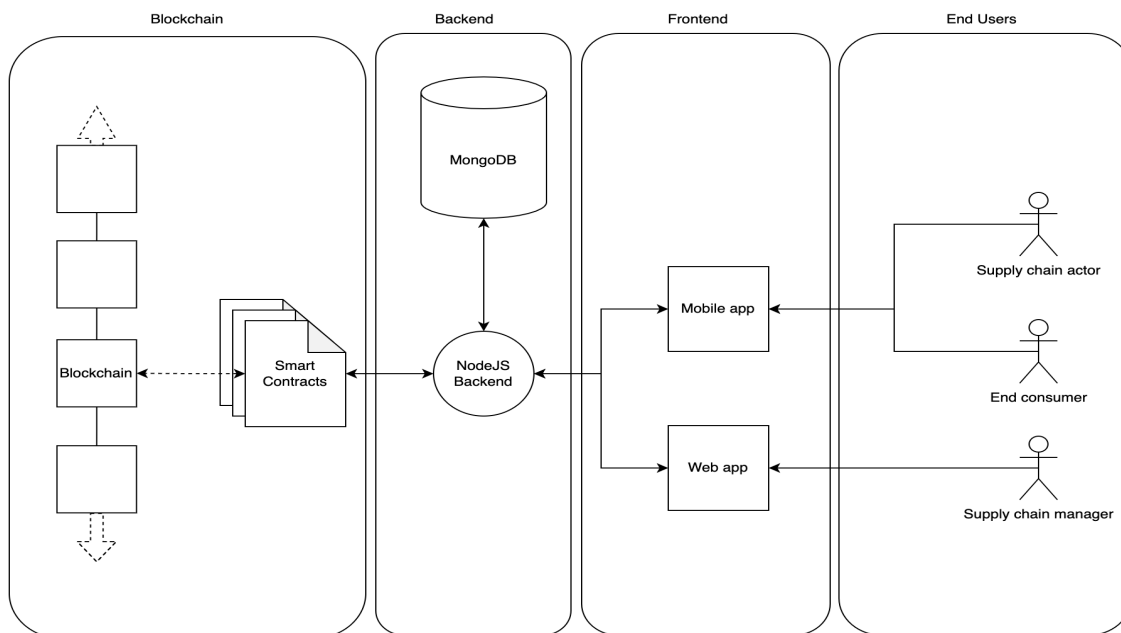 Blockchain
Backend
Frontend
End Users
MongoDB
Blockchain
Smart
Contracts
NodeJS
Backend
Mobile app
Web app
Supply chain actor
End consumer
Supply chain manager